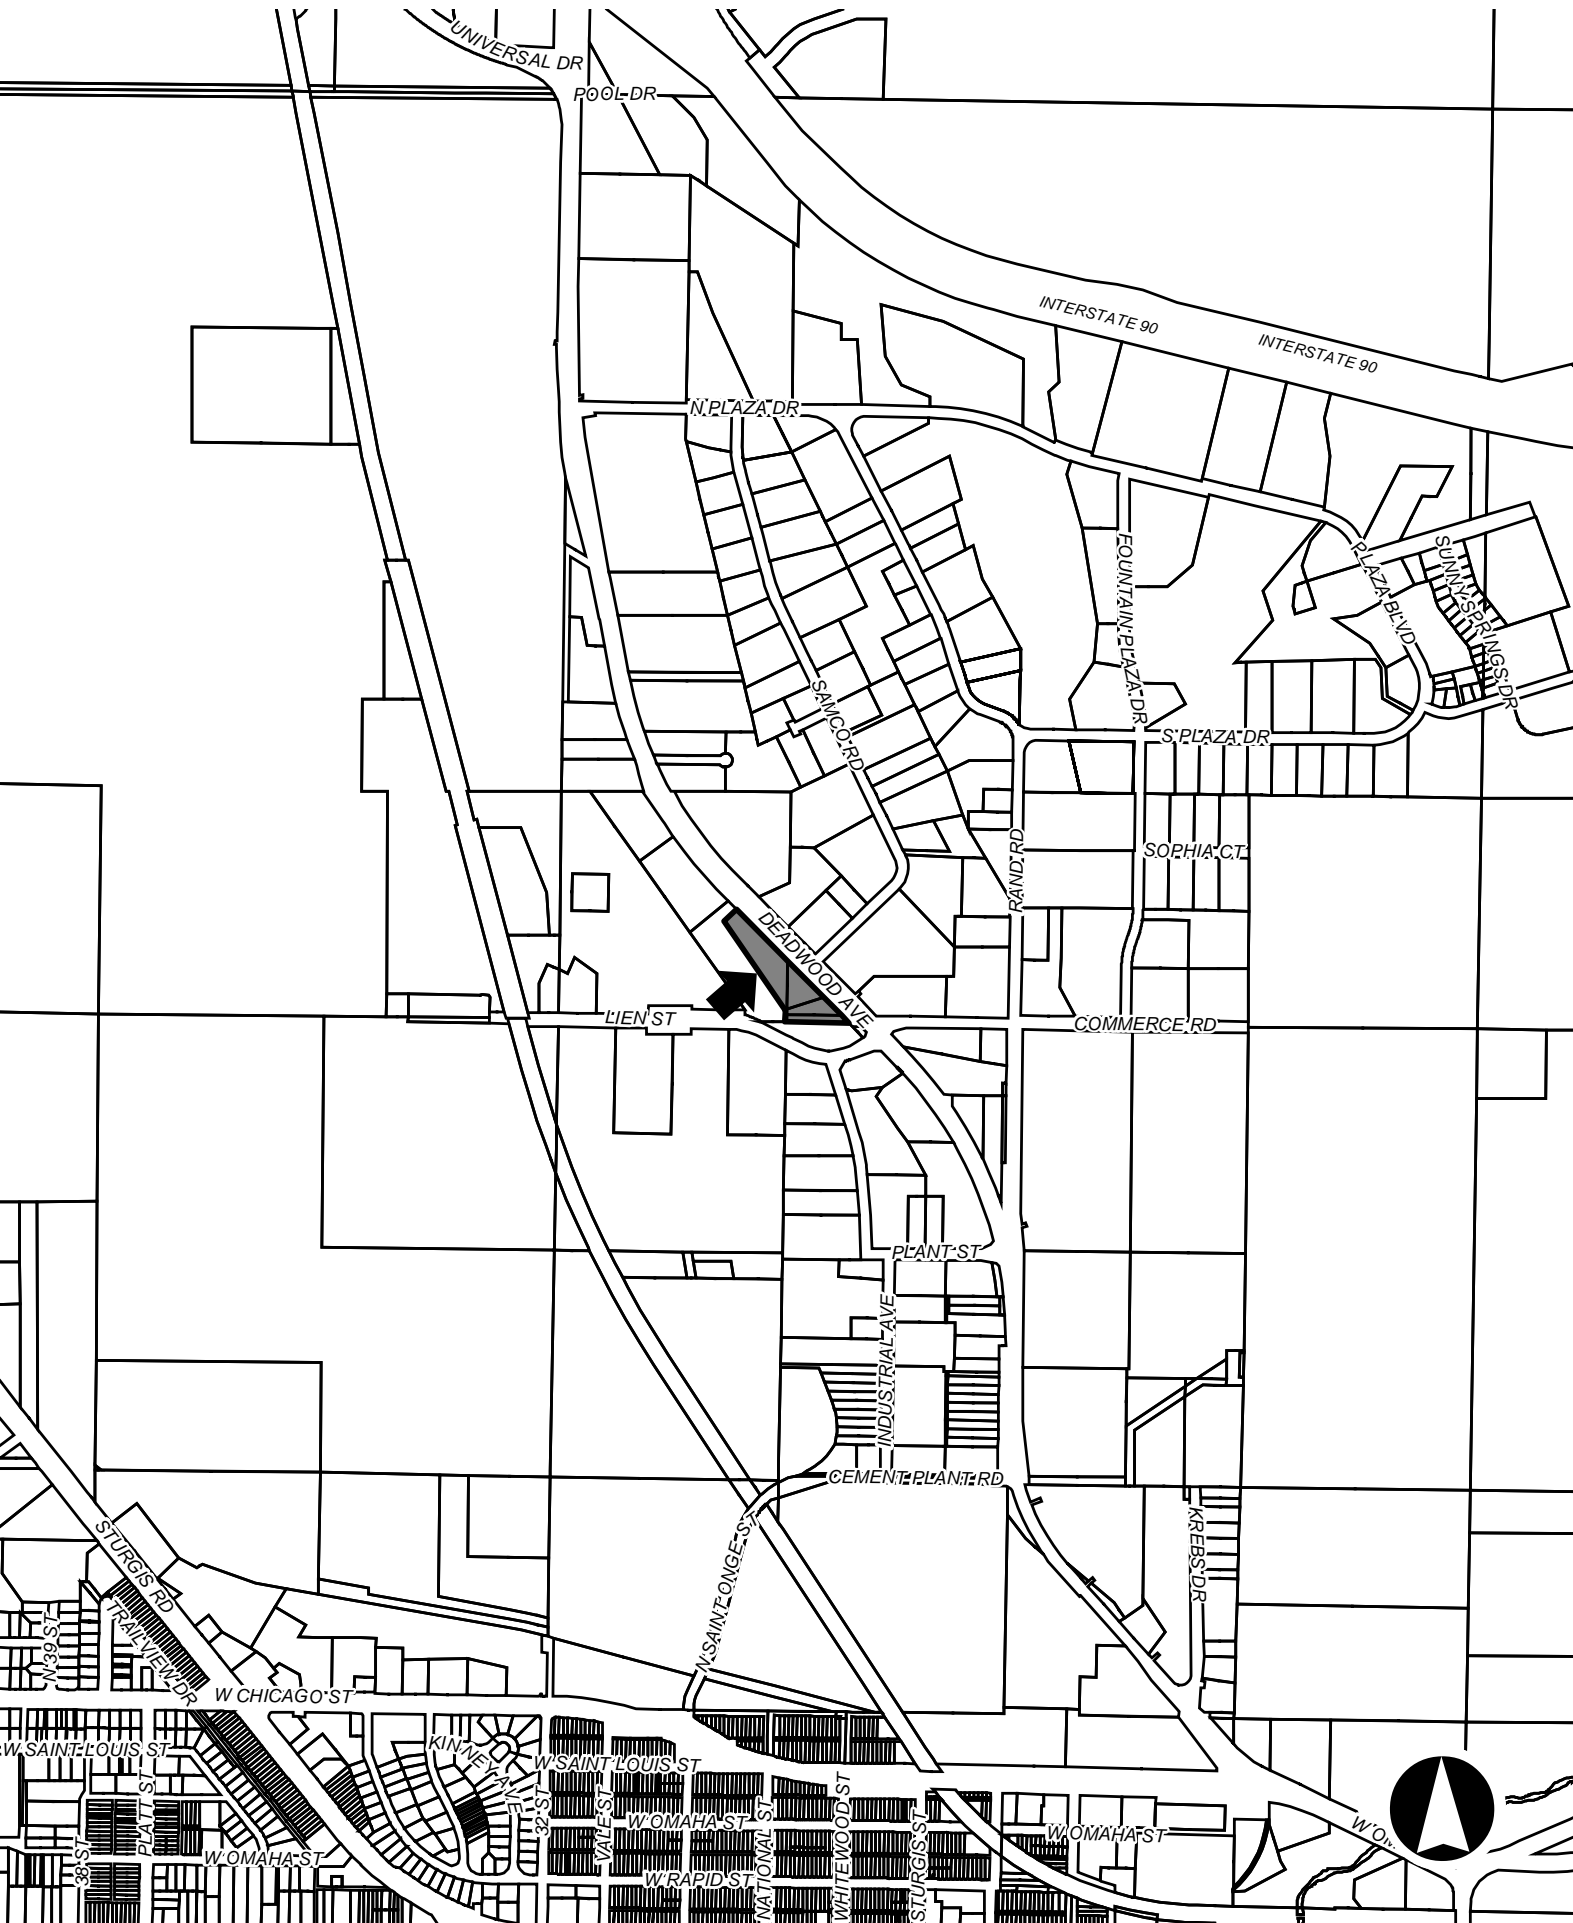 UNIVERSAL DR
POOL DR
INTERSTATE 90
INTERSTATE 90
N PLAZA DR
FOUNTAIN PLAZA DR
PLAZA BLVD
SUNNY SPRINGS DR
SAMCO RD
S PLAZA DR
RAND RD
SOPHIA CT
DEADWOOD AVE
LIEN ST
COMMERCE RD
PLANT ST
INDUSTRIAL AVE
CEMENT PLANT RD
N SAINT ONGE ST
KREBS DR
STURGIS RD
TRAILVIEW DR
N 39 ST
W CHICAGO ST
W SAINT LOUIS ST
KINNEY AVE
W SAINT LOUIS ST
PLATT ST
38 ST
32 ST
VALE ST
W OMAHA ST
NATIONAL ST
WHITEWOOD ST
STURGIS ST
W OMAHA ST
W OMAHA ST
W RAPID ST